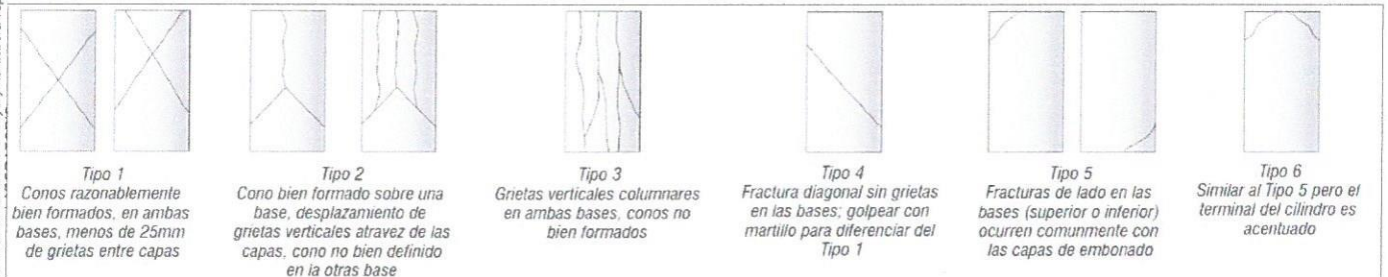 Tipo 1
Conos razonablemente
bien formados, en ambas
bases, menos de 25mm
de grietas entre capas
Tipo 2
Cono bien formado sobre una
base, desplazamiento de
grietas verticales atravez de las
capas, cono no bien definido
en la otras base
Tipo 3
Grietas verticales columnares
en ambas bases, conos no
bien formados
Tipo 4
Fractura diagonal sin grietas
en las bases; golpear con
martillo para diferenciar del
Tipo 1
Tipo 5
Fracturas de lado en las
bases (superior o inferior)
ocurren comunmente con
las capas de embonado
Tipo 6
Similar al Tipo 5 pero el
terminal del cilindro es
acentuado